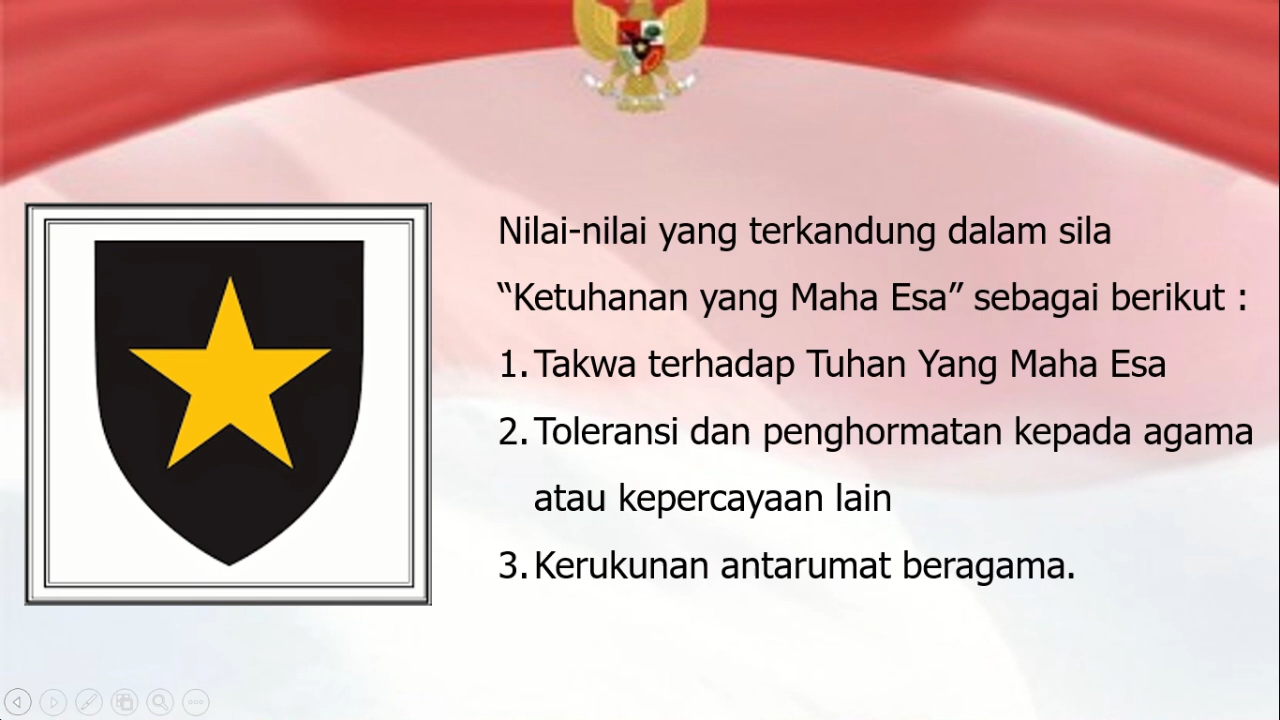 Nilai-nilai yang terkandung dalam sila
“Ketuhanan yang Maha Esa” sebagai berikut :
1. Takwa terhadap Tuhan Yang Maha Esa
2. Toleransi dan penghormatan kepada agama
atau kepercayaan lain
3. Kerukunan antarumat beragama.